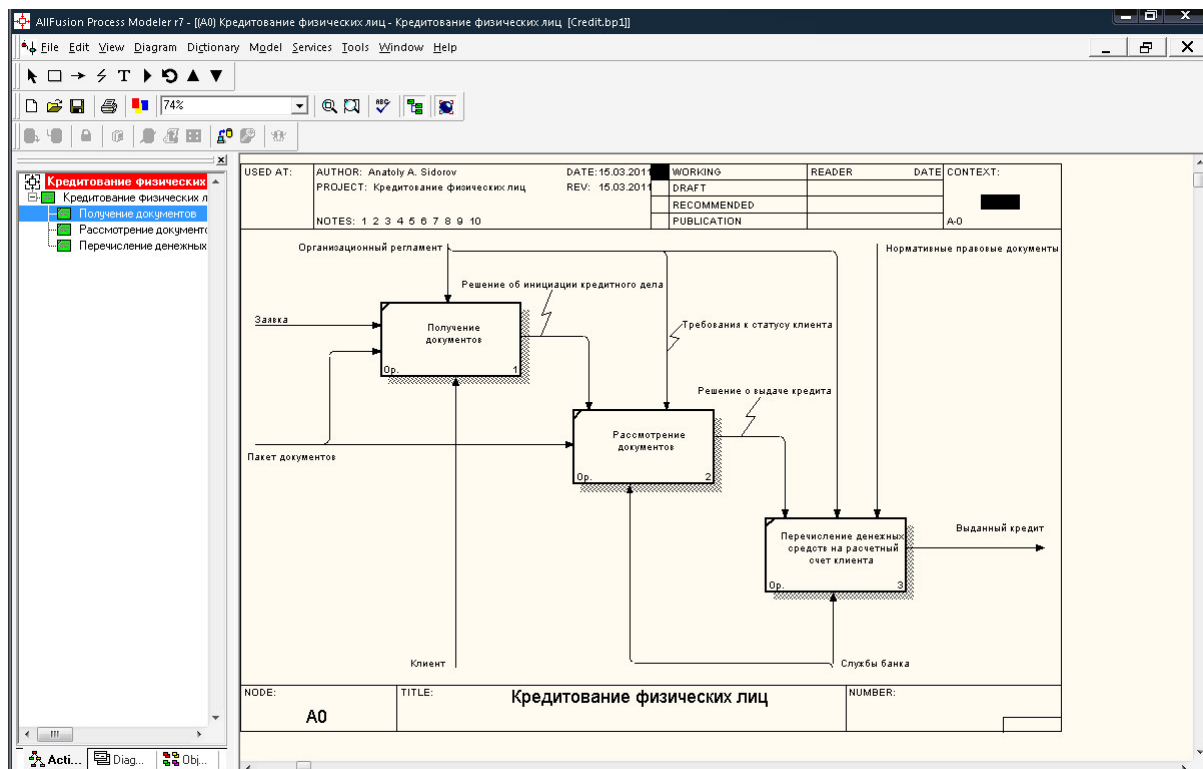 AllFusion Process Modeler r7 - [(A0) Кредитование физических лиц - Кредитование физических лиц [Credit.bp1]]
File Edit View Diagram Dictionary Model Services Tools Window Help
74%
Кредитование физических
Кредитование физических л
Получение документов
Рассмотрение документо
Перечисление денежных
Acti... Diag... Obj...
USED AT:
AUTHOR: Anatoly A. Sidorov
DATE:15.03.2011
PROJECT: Кредитование физических лиц
REV: 15.03.2011
NOTES: 1 2 3 4 5 6 7 8 9 10
WORKING
DRAFT
RECOMMENDED
PUBLICATION
READER
DATE
CONTEXT:
A-0
Организационный регламент
Нормативные правовые документы
Решение об инициации кредитного дела
Заявка
Получение
документов
0р. 1
Требования к статусу клиента
Решение о выдаче кредита
Рассмотрение
документов
0р. 2
Пакет документов
Перечисление денежных
средств на расчетный
счет клиента
0р. 3
Выданный кредит
Клиент
Службы банка
NODE:
A0
TITLE:
Кредитование физических лиц
NUMBER: